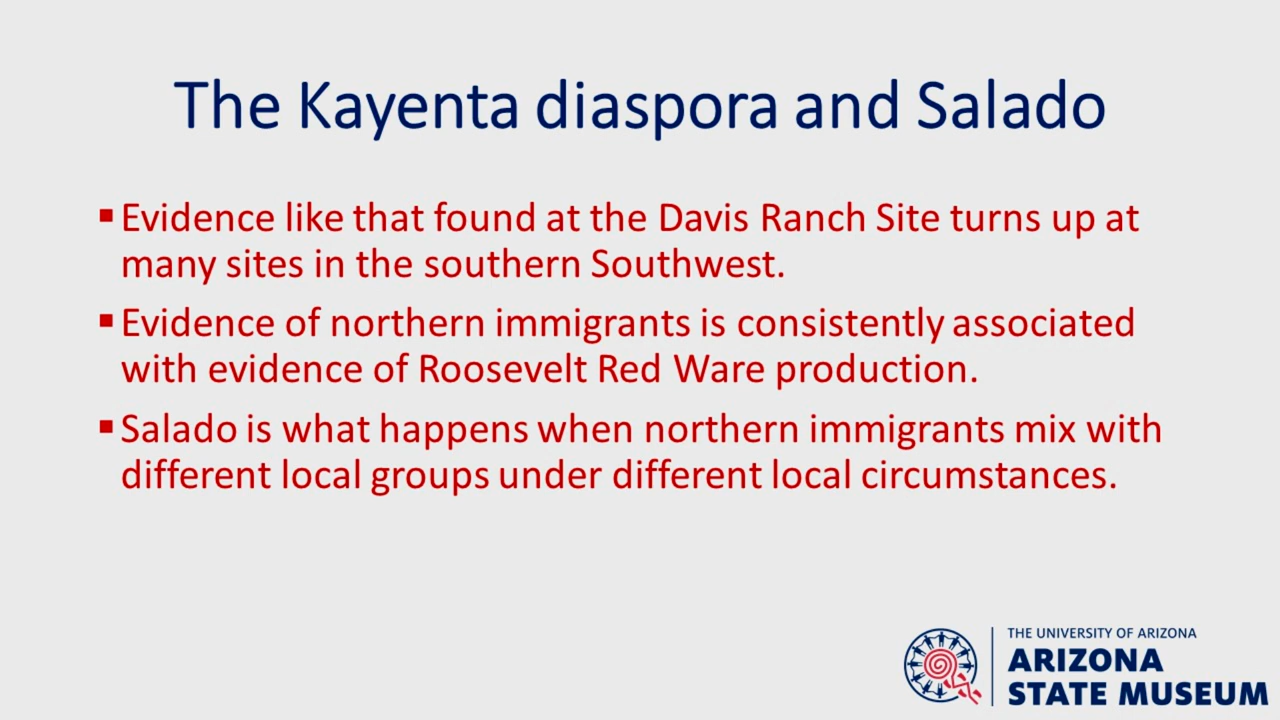 The Kayenta diaspora and Salado
▪Evidence like that found at the Davis Ranch Site turns up at
many sites in the southern Southwest.
▪Evidence of northern immigrants is consistently associated
with evidence of Roosevelt Red Ware production.
▪Salado is what happens when northern immigrants mix with
different local groups under different local circumstances.
THE UNIVERSITY OF ARIZONA
ARIZONA
STATE MUSEUM